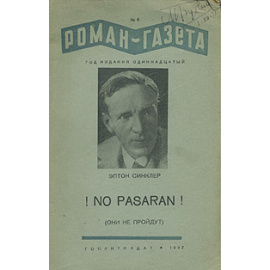 № 8
РОМАН-ГАЗЕТА
ГОД ИЗДАНИЯ ОДИННАДЦАТЫЙ
ЭПТОН СИНКЛЕР
! NO PASARAN !
(ОНИ НЕ ПРОЙДУТ)
ГОСЛИТИЗДАТ ★ 1937